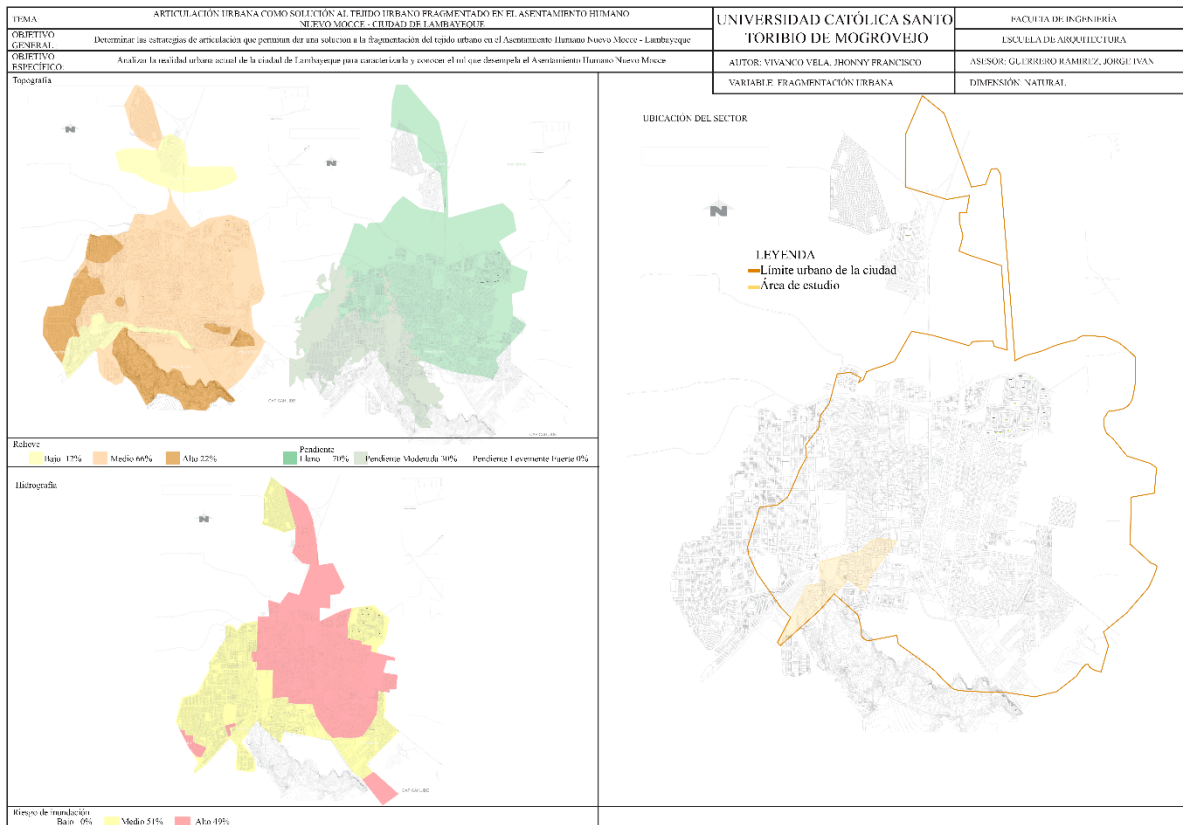 TEMA
ARTICULACIÓN URBANA COMO SOLUCIÓN AL TEJIDO URBANO FRAGMENTADO EN EL ASENTAMIENTO HUMANO
NUEVO MOCCE - CIUDAD DE LAMBAYEQUE
OBJETIVO
GENERAL:
Determinar las estrategias de articulación que permitan dar una solución a la fragmentación del tejido urbano en el Asentamiento Humano Nuevo Mocce - Lambayeque
OBJETIVO
ESPECÍFICO:
Analizar la realidad urbana actual de la ciudad de Lambayeque para caracterizarla y conocer el rol que desempeña el Asentamiento Humano Nuevo Mocce
UNIVERSIDAD CATÓLICA SANTO
TORIBIO DE MOGROVEJO
FACULTA DE INGENIERÍA
ESCUELA DE ARQUITECTURA
AUTOR: VIVANCO VELA, JHONNY FRANCISCO
ASESOR: GUERRERO RAMIREZ, JORGE IVAN
VARIABLE: FRAGMENTACIÓN URBANA
DIMENSIÓN: NATURAL
Topografía
N
N
Relieve
Bajo 12%
Medio 66%
Alto 22%
Pendiente
Llano 70%
Pendiente Moderada 30%
Pendiente Levemente Fuerte 0%
Hidrografía
N
Riesgo de inundación
Bajo 0%
Medio 51%
Alto 49%
UBICACIÓN DEL SECTOR
N
LEYENDA
Límite urbano de la ciudad
Área de estudio